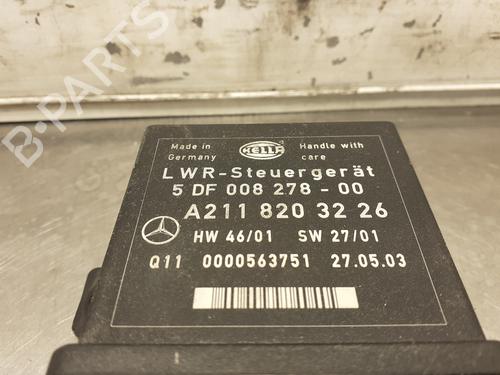 Made in Germany
HELLA
Handle with care
LWR-Steuergerät
5 DF 008 278 - 00
A211 820 32 26
HW 46/01 SW 27/01
Q11 0000563751 27.05.03
B-PARTS